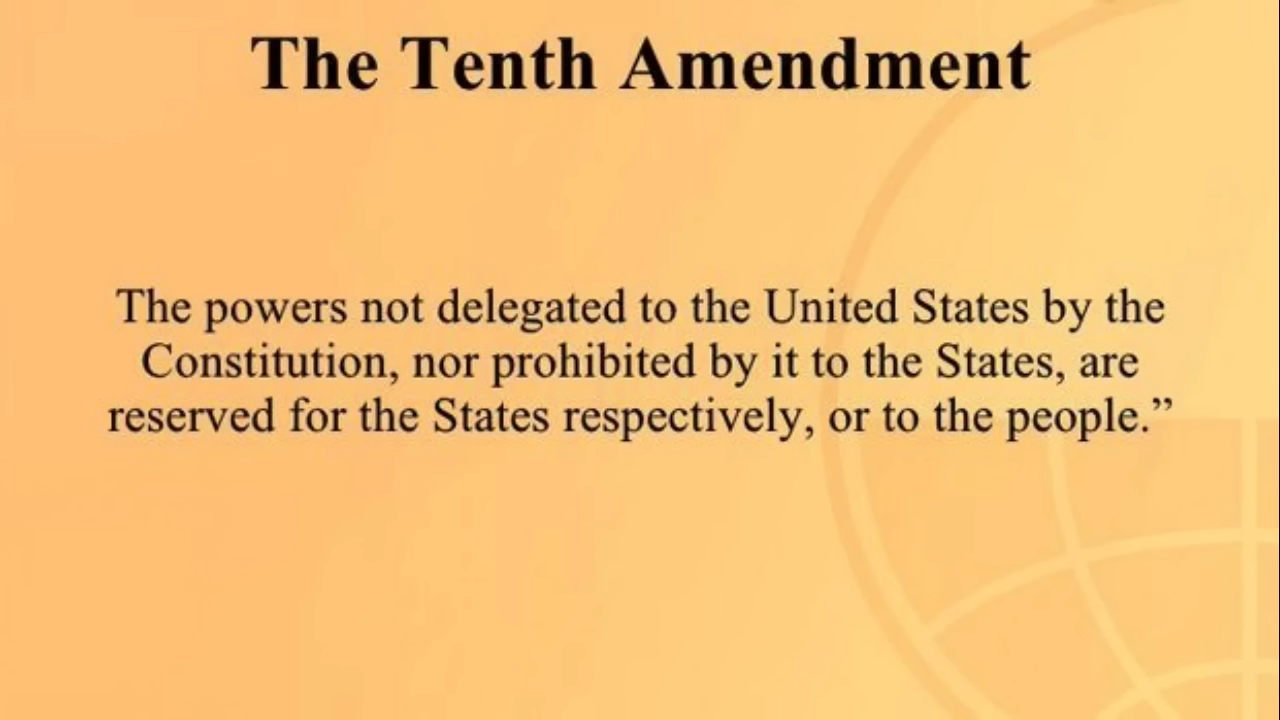 The Tenth Amendment
The powers not delegated to the United States by the
Constitution, nor prohibited by it to the States, are
reserved for the States respectively, or to the people.”